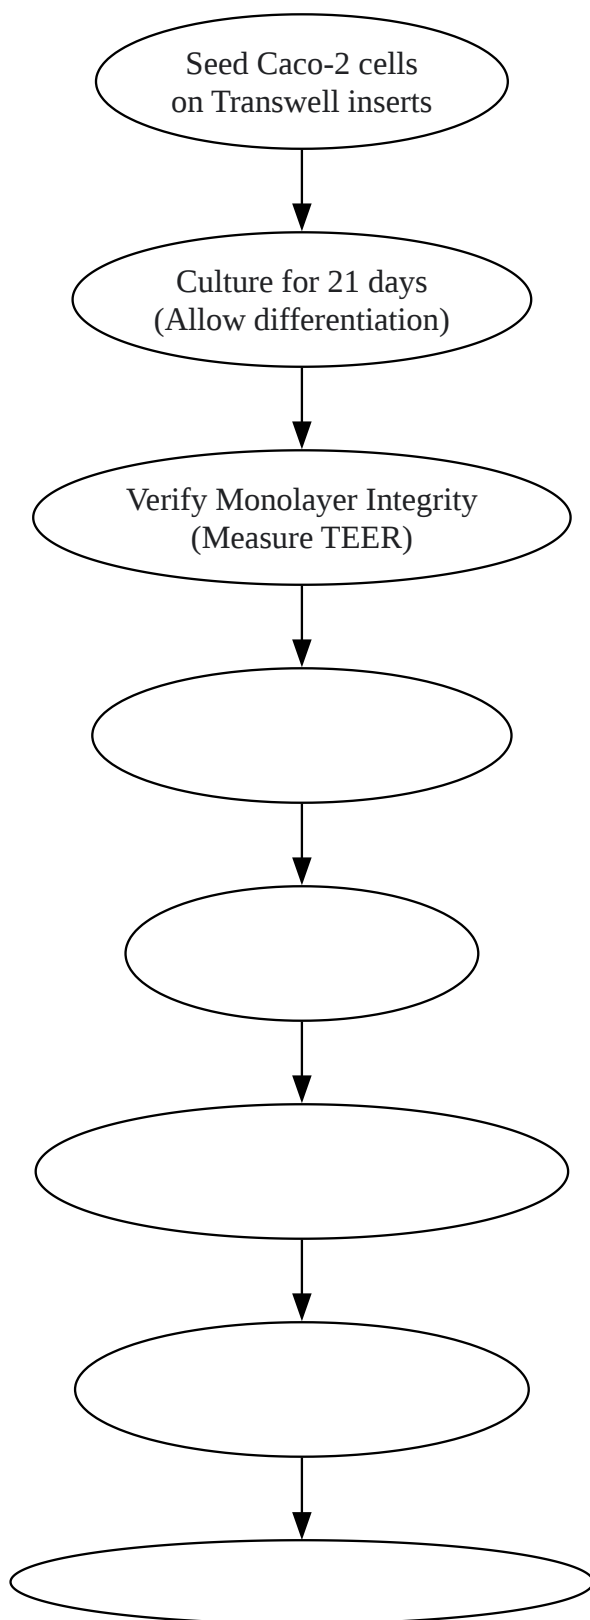 Seed Caco-2 cells
on Transwell inserts
Culture for 21 days
(Allow differentiation)
Verify Monolayer Integrity
(Measure TEER)